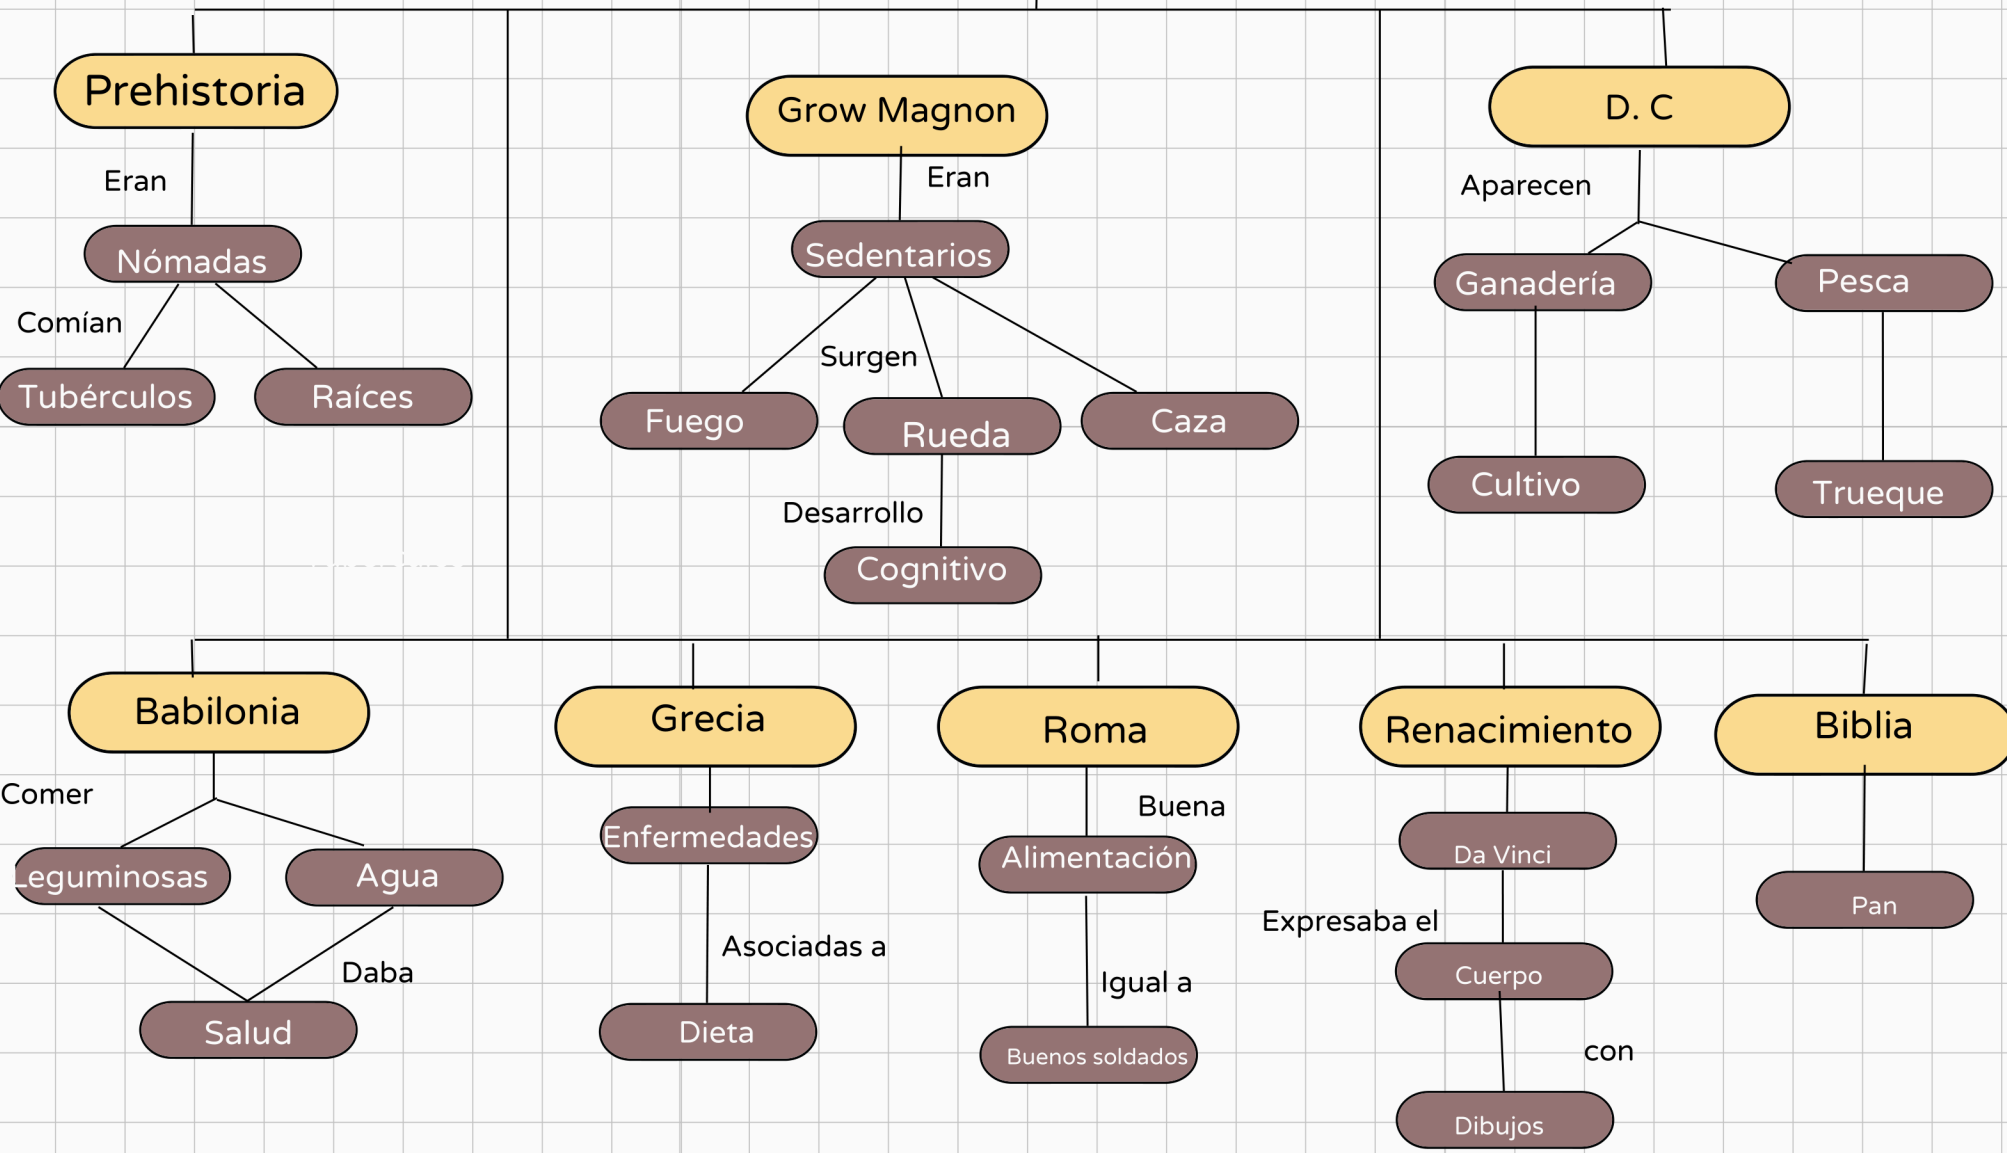 Prehistoria
Grow Magnon
D. C
Eran
Eran
Aparecen
Nómadas
Sedentarios
Ganadería
Pesca
Comían
Surgen
Tubérculos
Raíces
Fuego
Rueda
Caza
Cultivo
Trueque
Desarrollo
Cognitivo
Babilonia
Grecia
Roma
Renacimiento
Biblia
Comer
Buena
Leguminosas
Agua
Enfermedades
Alimentación
Da Vinci
Pan
Expresaba el
Daba
Asociadas a
Igual a
Cuerpo
Salud
Dieta
Buenos soldados
con
Dibujos